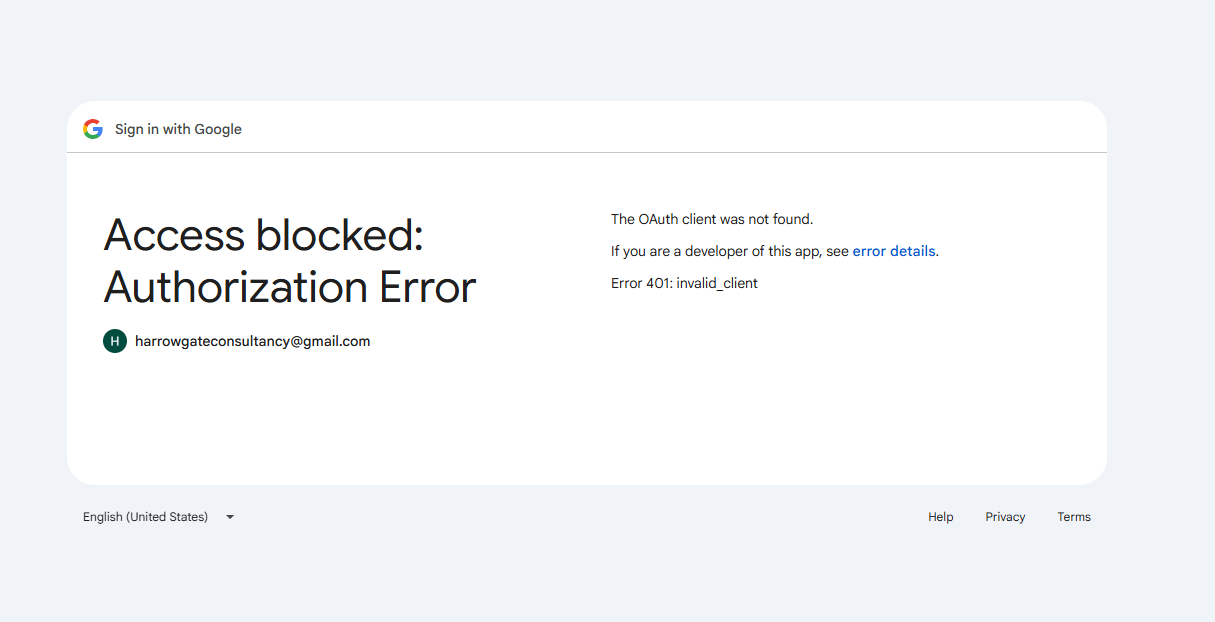 Sign in with Google
Access blocked:
Authorization Error
H harrowgateconsultancy@gmail.com
The OAuth client was not found.
If you are a developer of this app, see error details.
Error 401: invalid_client
English (United States)
Help Privacy Terms